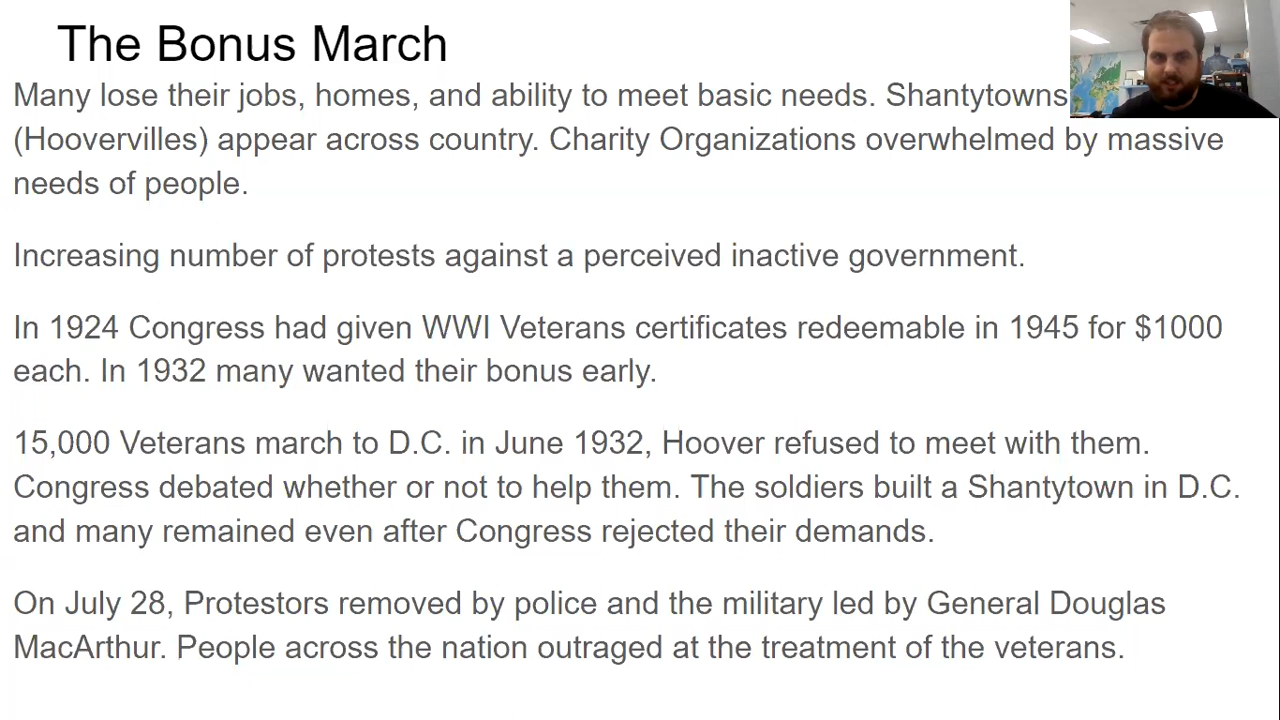 The Bonus March
Many lose their jobs, homes, and ability to meet basic needs. Shantytowns
(Hoovervilles) appear across country. Charity Organizations overwhelmed by massive
needs of people.
Increasing number of protests against a perceived inactive government.
In 1924 Congress had given WWI Veterans certificates redeemable in 1945 for $1000
each. In 1932 many wanted their bonus early.
15,000 Veterans march to D.C. in June 1932, Hoover refused to meet with them.
Congress debated whether or not to help them. The soldiers built a Shantytown in D.C.
and many remained even after Congress rejected their demands.
On July 28, Protestors removed by police and the military led by General Douglas
MacArthur. People across the nation outraged at the treatment of the veterans.